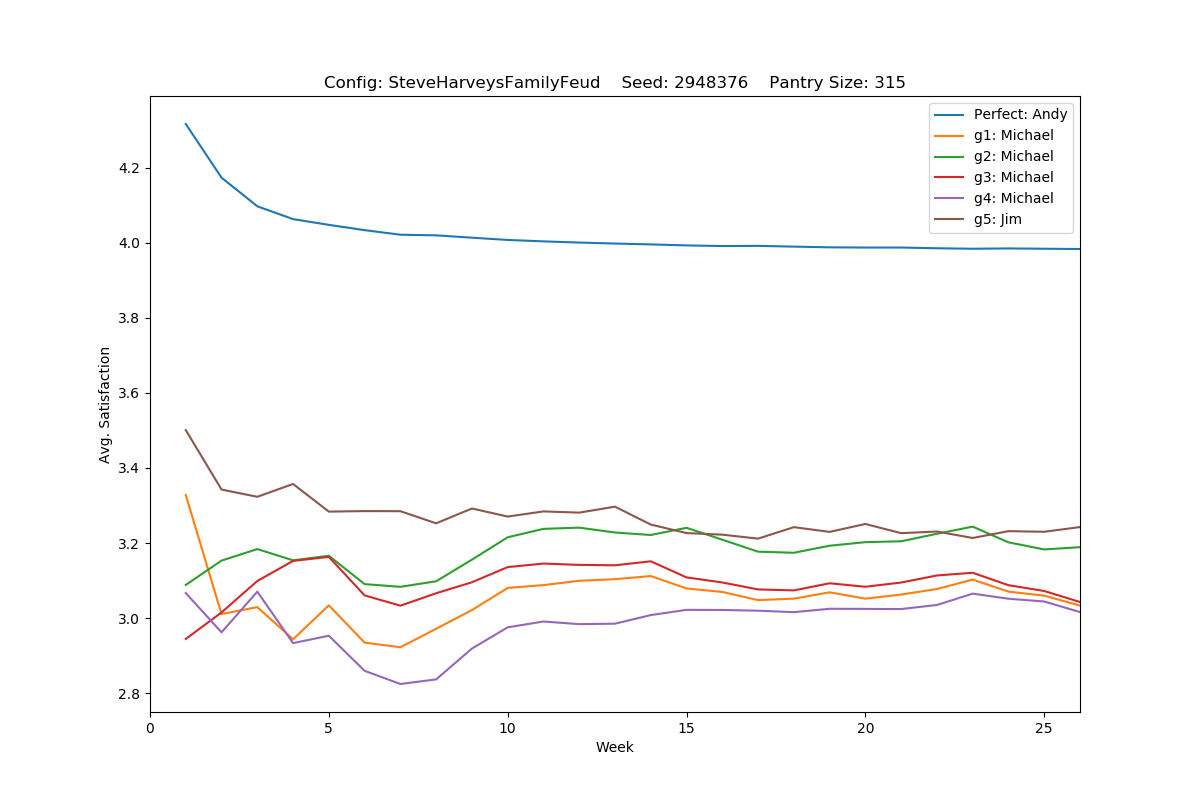 Config: SteveHarveysFamilyFeud    Seed: 2948376    Pantry Size: 315
Perfect: Andy
g1: Michael
g2: Michael
g3: Michael
g4: Michael
g5: Jim
Avg. Satisfaction
4.2
4.0
3.8
3.6
3.4
3.2
3.0
2.8
0 5 10 15 20 25
Week